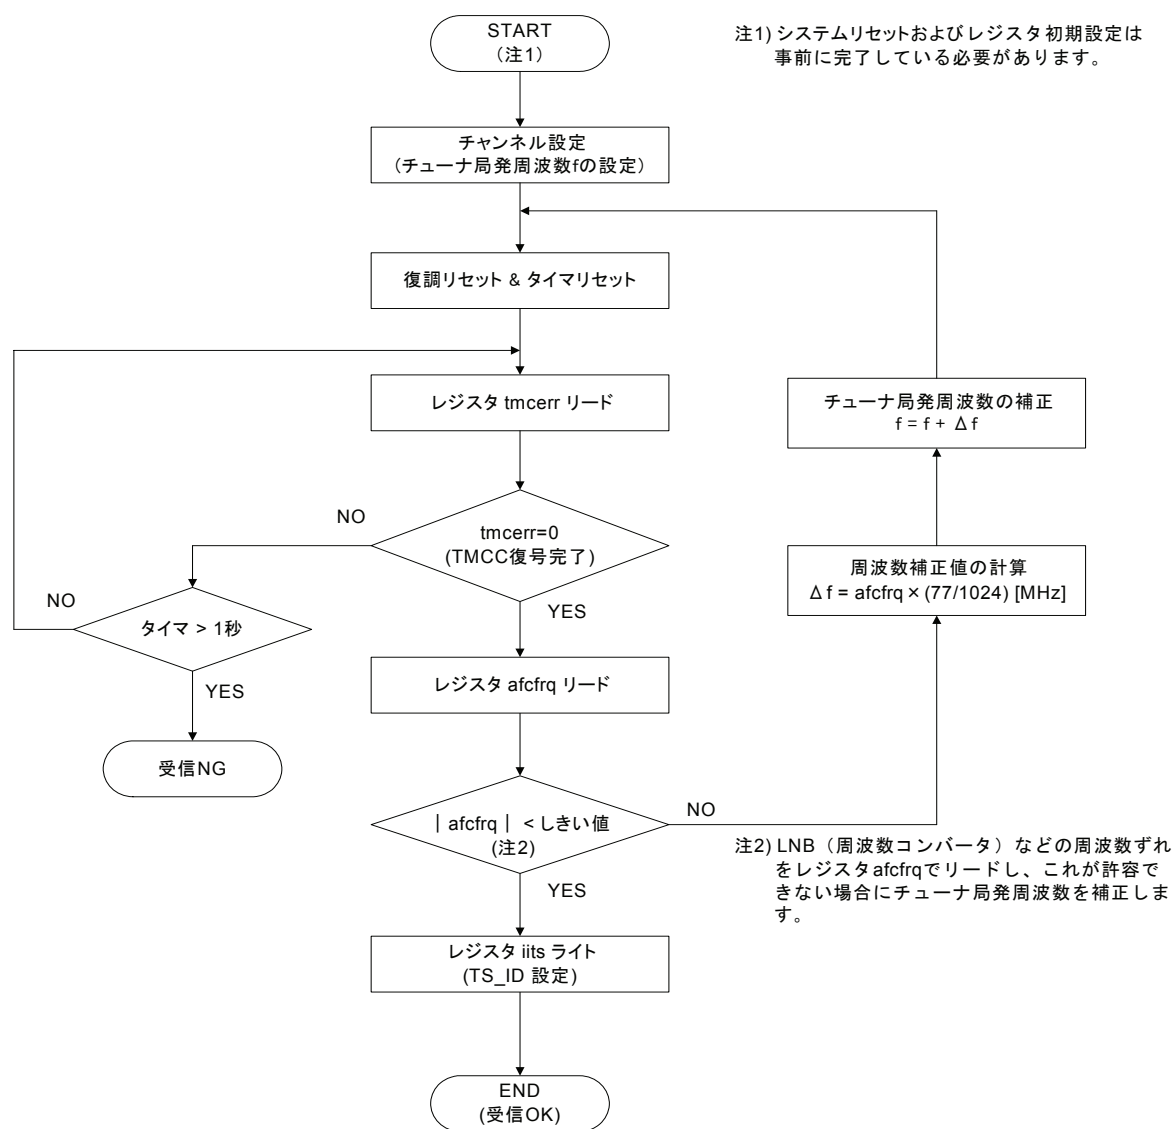 START
(注1)
注1) システムリセットおよびレジスタ初期設定は
事前に完了している必要があります。
チャンネル設定
(チューナ局発周波数fの設定)
復調リセット & タイマリセット
レジスタ tmcerr リード
チューナ局発周波数の補正
f = f + Δf
NO
tmcerr=0
(TMCC復号完了)
周波数補正値の計算
Δf = afcfrq × (77/1024) [MHz]
NO
タイマ > 1秒
YES
レジスタ afcfrq リード
YES
受信NG
| afcfrq | < しきい値
(注2)
NO
注2) LNB（周波数コンバータ）などの周波数ずれ
をレジスタafcfrqでリードし、これが許容で
きない場合にチューナ局発周波数を補正しま
す。
YES
レジスタ iits ライト
(TS_ID 設定)
END
(受信OK)